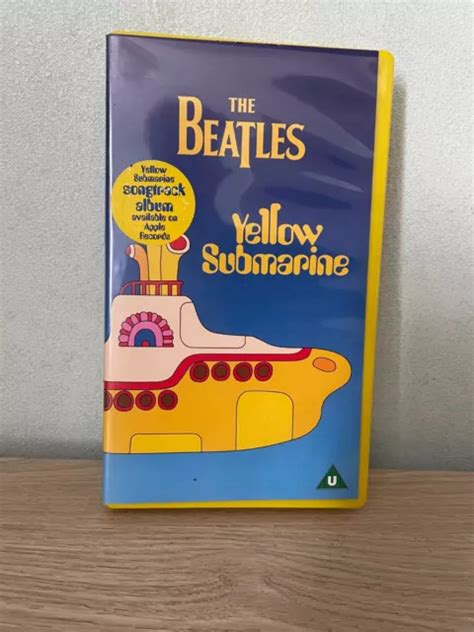 THE
BEATLES
Yellow
Submarine
songtrack
album
available on
Apple
Records
Yellow
Submarine
U